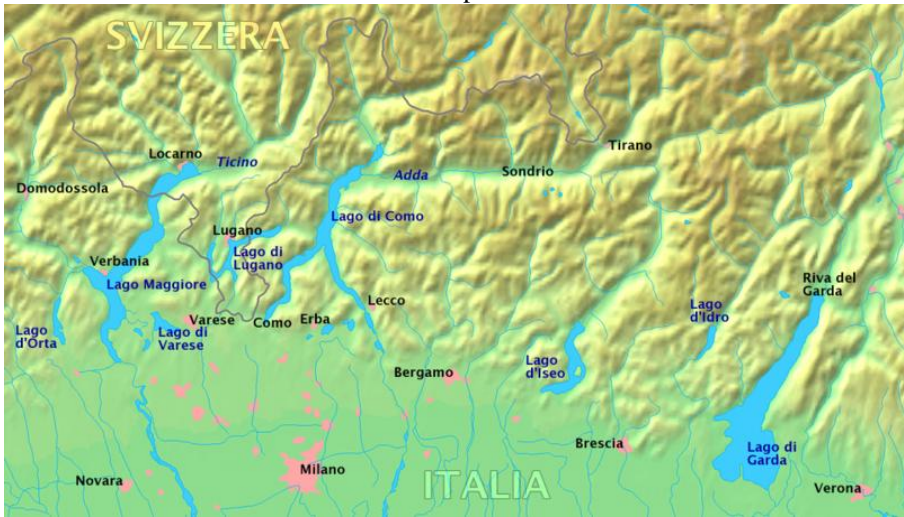 SVIZZERA
Locarno
Ticino
Domodossola
Adda
Sondrio
Tirano
Lago di Como
Lugano
Lago di
Lugano
Verbania
Lago Maggiore
Riva del
Garda
Lago
d'Orta
Lago di
Varese
Varese
Como
Erba
Lecco
Lago
d'Idro
Lago
d'Iseo
Bergamo
Brescia
Lago di
Garda
Milano
Novara
ITALIA
Verona